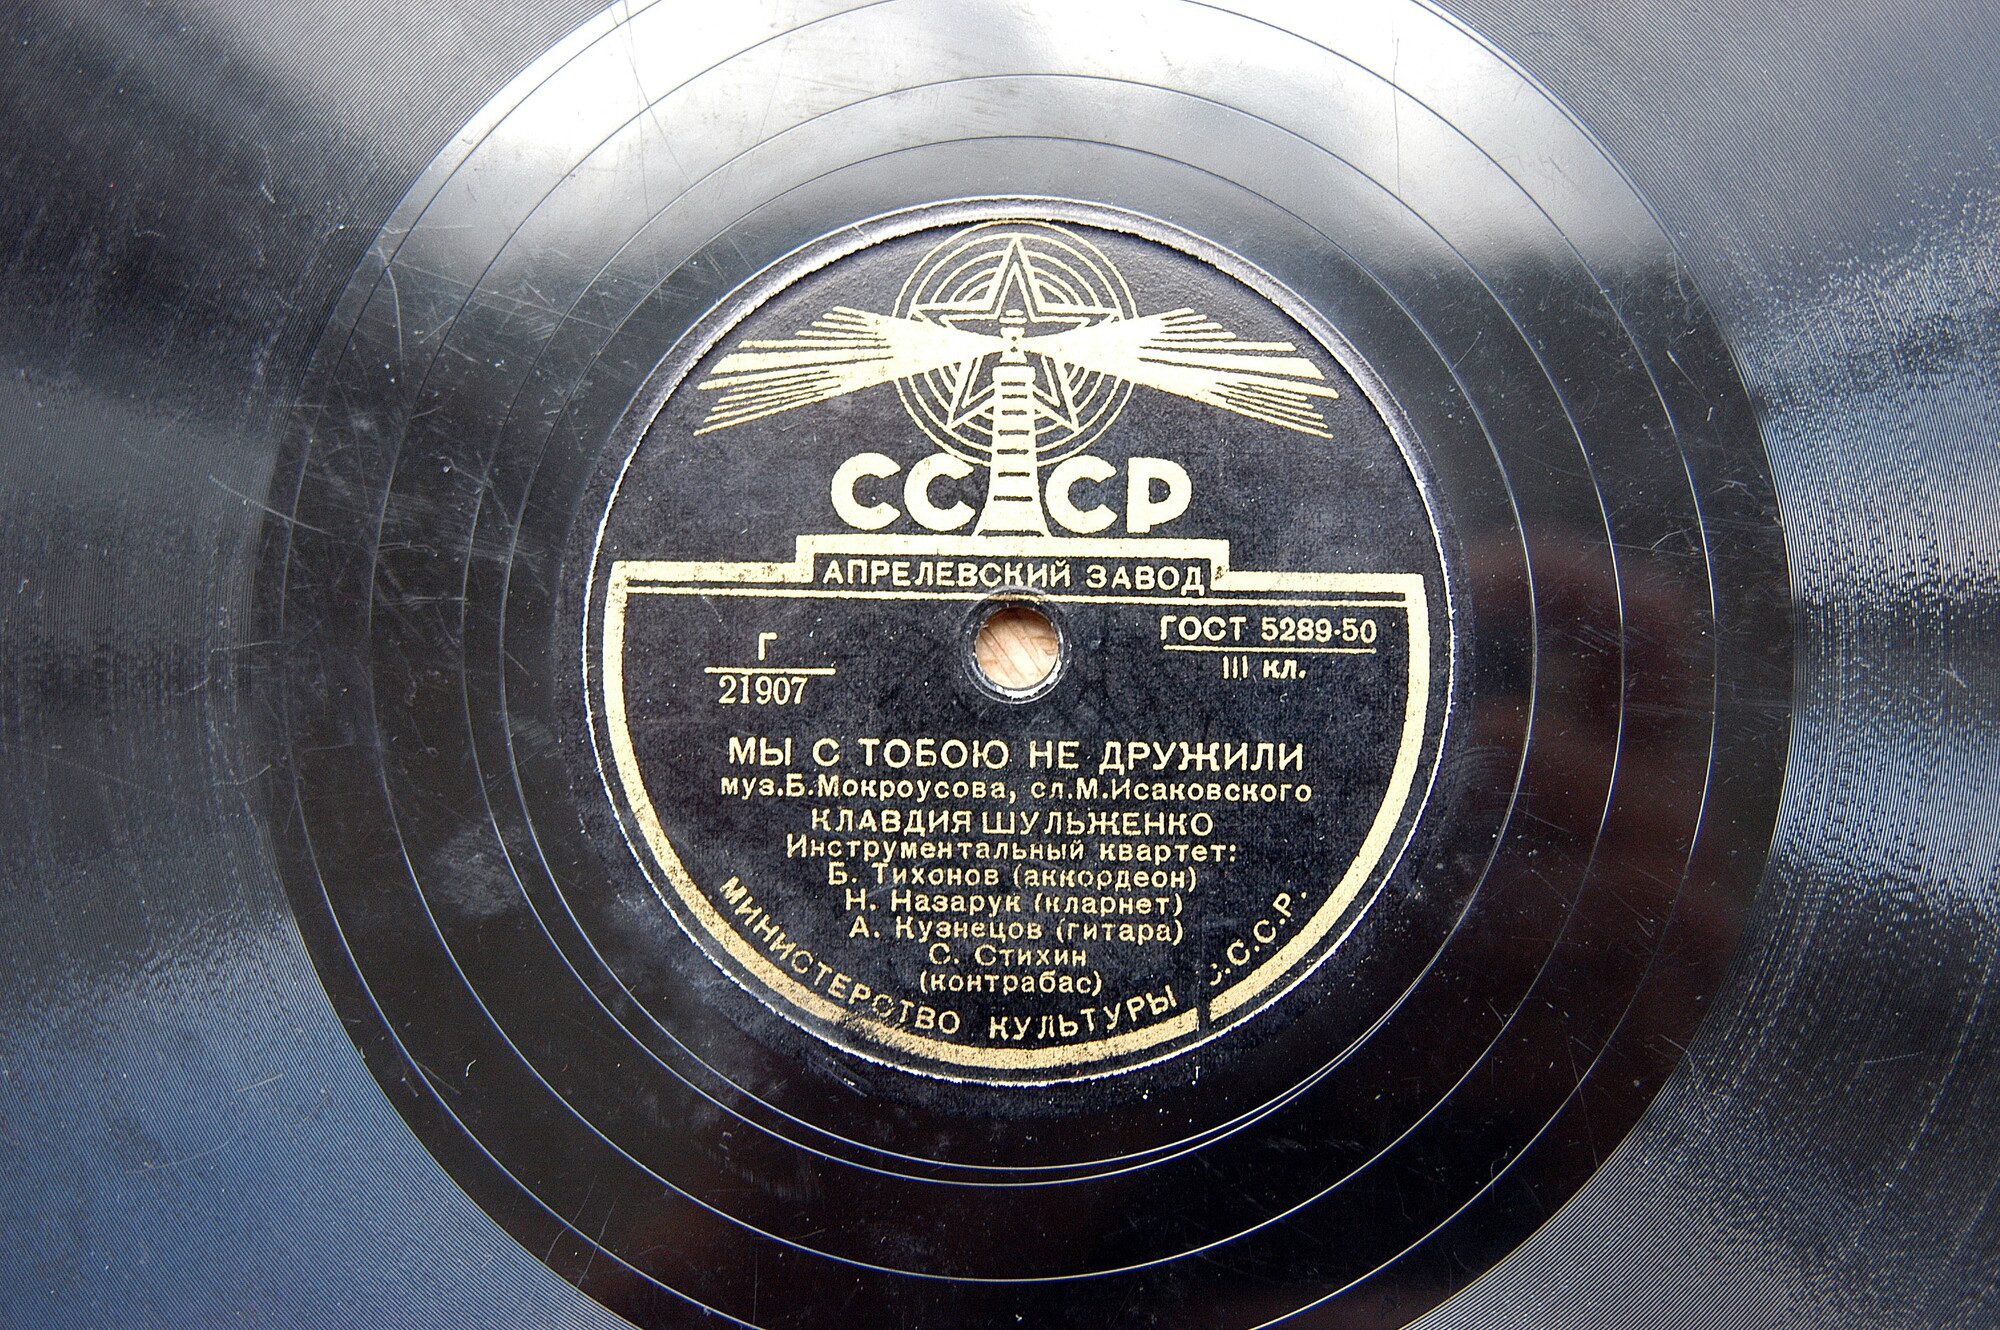 СССР
АПРЕЛЕВСКИЙ ЗАВОД
Г
21907
ГОСТ 5289-50
III кл.
МЫ С ТОБОЮ НЕ ДРУЖИЛИ
муз.Б.Мокроусова, сл.М.Исаковского
КЛАВДИЯ ШУЛЬЖЕНКО
Инструментальный квартет:
Б. Тихонов (аккордеон)
Н. Назарук (кларнет)
А. Кузнецов (гитара)
С. Стихин
(контрабас)
МИНИСТЕРСТВО КУЛЬТУРЫ С.С.С.Р.